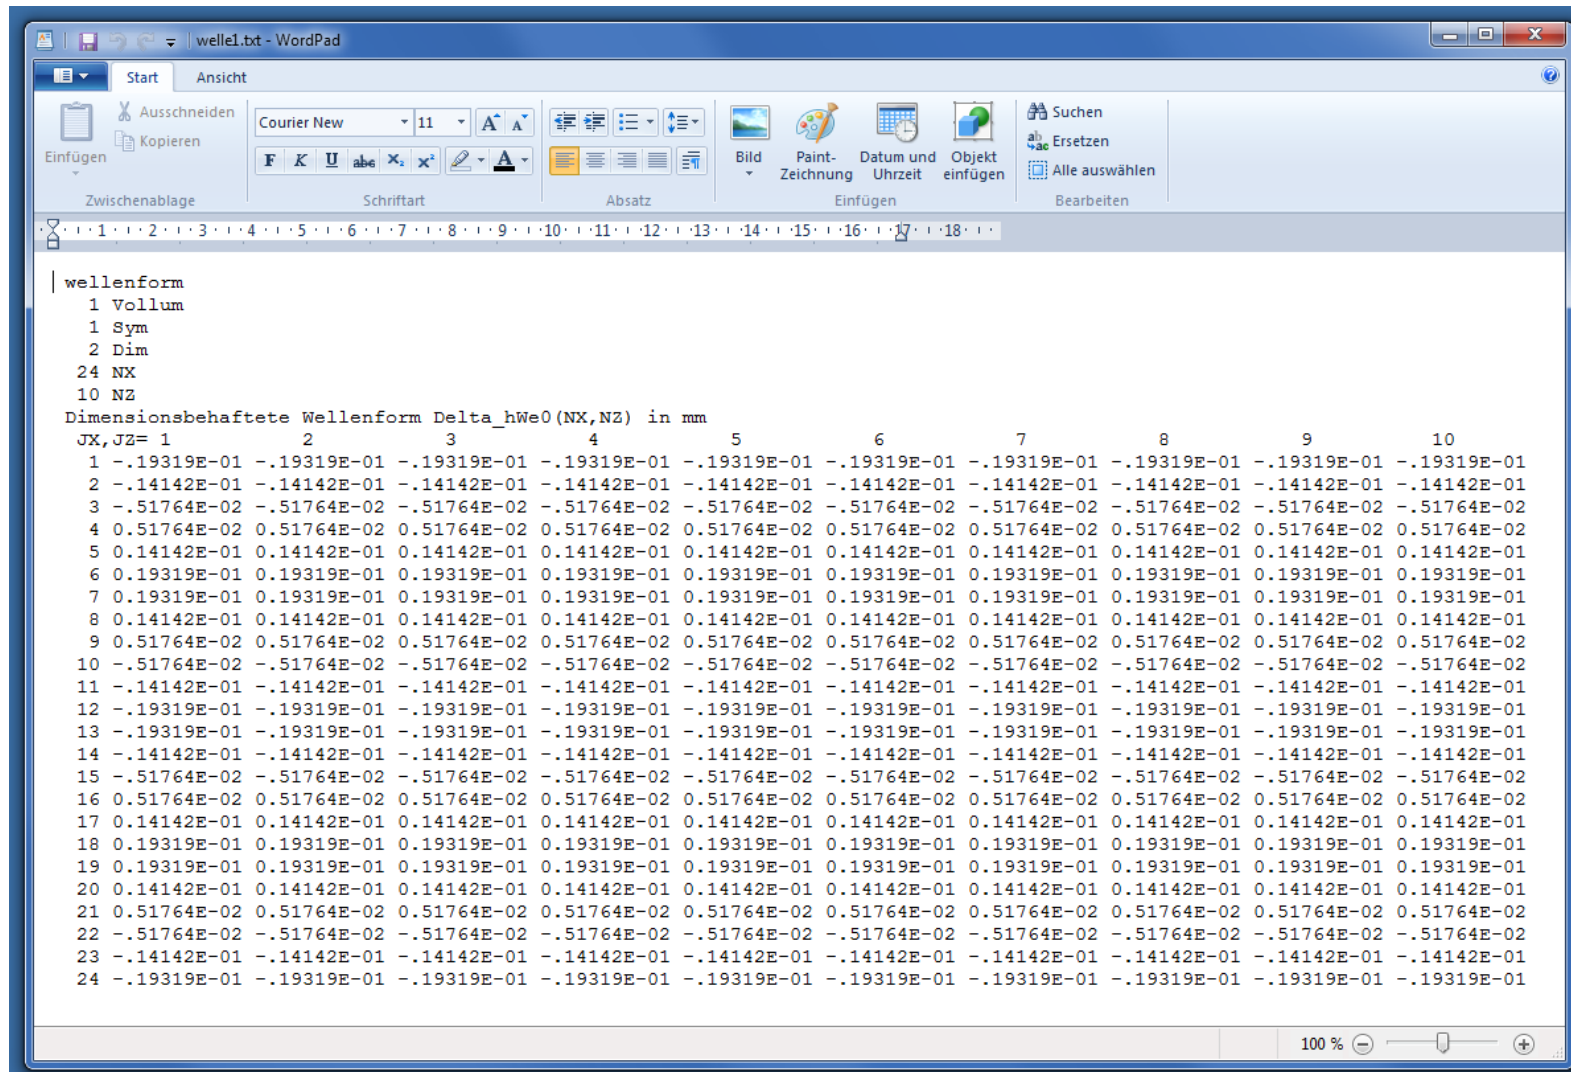 welle1.txt - WordPad
Start Ansicht
Einfügen
Ausschneiden
Kopieren
Zwischenablage
Courier New 11 A A
F K U abc X₂ x² A
Schriftart
Absatz
Bild
Paint-Zeichnung
Datum und Uhrzeit
Objekt einfügen
Einfügen
Suchen
Ersetzen
Alle auswählen
Bearbeiten
1 2 3 4 5 6 7 8 9 10 11 12 13 14 15 16 17 18
wellenform
1 Vollum
1 Sym
2 Dim
24 NX
10 NZ
Dimensionsbehaftete Wellenform Delta_hWe0(NX,NZ) in mm
JX,JZ= 1 2 3 4 5 6 7 8 9 10
1 -.19319E-01 -.19319E-01 -.19319E-01 -.19319E-01 -.19319E-01 -.19319E-01 -.19319E-01 -.19319E-01 -.19319E-01 -.19319E-01
2 -.14142E-01 -.14142E-01 -.14142E-01 -.14142E-01 -.14142E-01 -.14142E-01 -.14142E-01 -.14142E-01 -.14142E-01 -.14142E-01
3 -.51764E-02 -.51764E-02 -.51764E-02 -.51764E-02 -.51764E-02 -.51764E-02 -.51764E-02 -.51764E-02 -.51764E-02 -.51764E-02
4 0.51764E-02 0.51764E-02 0.51764E-02 0.51764E-02 0.51764E-02 0.51764E-02 0.51764E-02 0.51764E-02 0.51764E-02 0.51764E-02
5 0.14142E-01 0.14142E-01 0.14142E-01 0.14142E-01 0.14142E-01 0.14142E-01 0.14142E-01 0.14142E-01 0.14142E-01 0.14142E-01
6 0.19319E-01 0.19319E-01 0.19319E-01 0.19319E-01 0.19319E-01 0.19319E-01 0.19319E-01 0.19319E-01 0.19319E-01 0.19319E-01
7 0.19319E-01 0.19319E-01 0.19319E-01 0.19319E-01 0.19319E-01 0.19319E-01 0.19319E-01 0.19319E-01 0.19319E-01 0.19319E-01
8 0.14142E-01 0.14142E-01 0.14142E-01 0.14142E-01 0.14142E-01 0.14142E-01 0.14142E-01 0.14142E-01 0.14142E-01 0.14142E-01
9 0.51764E-02 0.51764E-02 0.51764E-02 0.51764E-02 0.51764E-02 0.51764E-02 0.51764E-02 0.51764E-02 0.51764E-02 0.51764E-02
10 -.51764E-02 -.51764E-02 -.51764E-02 -.51764E-02 -.51764E-02 -.51764E-02 -.51764E-02 -.51764E-02 -.51764E-02 -.51764E-02
11 -.14142E-01 -.14142E-01 -.14142E-01 -.14142E-01 -.14142E-01 -.14142E-01 -.14142E-01 -.14142E-01 -.14142E-01 -.14142E-01
12 -.19319E-01 -.19319E-01 -.19319E-01 -.19319E-01 -.19319E-01 -.19319E-01 -.19319E-01 -.19319E-01 -.19319E-01 -.19319E-01
13 -.19319E-01 -.19319E-01 -.19319E-01 -.19319E-01 -.19319E-01 -.19319E-01 -.19319E-01 -.19319E-01 -.19319E-01 -.19319E-01
14 -.14142E-01 -.14142E-01 -.14142E-01 -.14142E-01 -.14142E-01 -.14142E-01 -.14142E-01 -.14142E-01 -.14142E-01 -.14142E-01
15 -.51764E-02 -.51764E-02 -.51764E-02 -.51764E-02 -.51764E-02 -.51764E-02 -.51764E-02 -.51764E-02 -.51764E-02 -.51764E-02
16 0.51764E-02 0.51764E-02 0.51764E-02 0.51764E-02 0.51764E-02 0.51764E-02 0.51764E-02 0.51764E-02 0.51764E-02 0.51764E-02
17 0.14142E-01 0.14142E-01 0.14142E-01 0.14142E-01 0.14142E-01 0.14142E-01 0.14142E-01 0.14142E-01 0.14142E-01 0.14142E-01
18 0.19319E-01 0.19319E-01 0.19319E-01 0.19319E-01 0.19319E-01 0.19319E-01 0.19319E-01 0.19319E-01 0.19319E-01 0.19319E-01
19 0.19319E-01 0.19319E-01 0.19319E-01 0.19319E-01 0.19319E-01 0.19319E-01 0.19319E-01 0.19319E-01 0.19319E-01 0.19319E-01
20 0.14142E-01 0.14142E-01 0.14142E-01 0.14142E-01 0.14142E-01 0.14142E-01 0.14142E-01 0.14142E-01 0.14142E-01 0.14142E-01
21 0.51764E-02 0.51764E-02 0.51764E-02 0.51764E-02 0.51764E-02 0.51764E-02 0.51764E-02 0.51764E-02 0.51764E-02 0.51764E-02
22 -.51764E-02 -.51764E-02 -.51764E-02 -.51764E-02 -.51764E-02 -.51764E-02 -.51764E-02 -.51764E-02 -.51764E-02 -.51764E-02
23 -.14142E-01 -.14142E-01 -.14142E-01 -.14142E-01 -.14142E-01 -.14142E-01 -.14142E-01 -.14142E-01 -.14142E-01 -.14142E-01
24 -.19319E-01 -.19319E-01 -.19319E-01 -.19319E-01 -.19319E-01 -.19319E-01 -.19319E-01 -.19319E-01 -.19319E-01 -.19319E-01
100 %